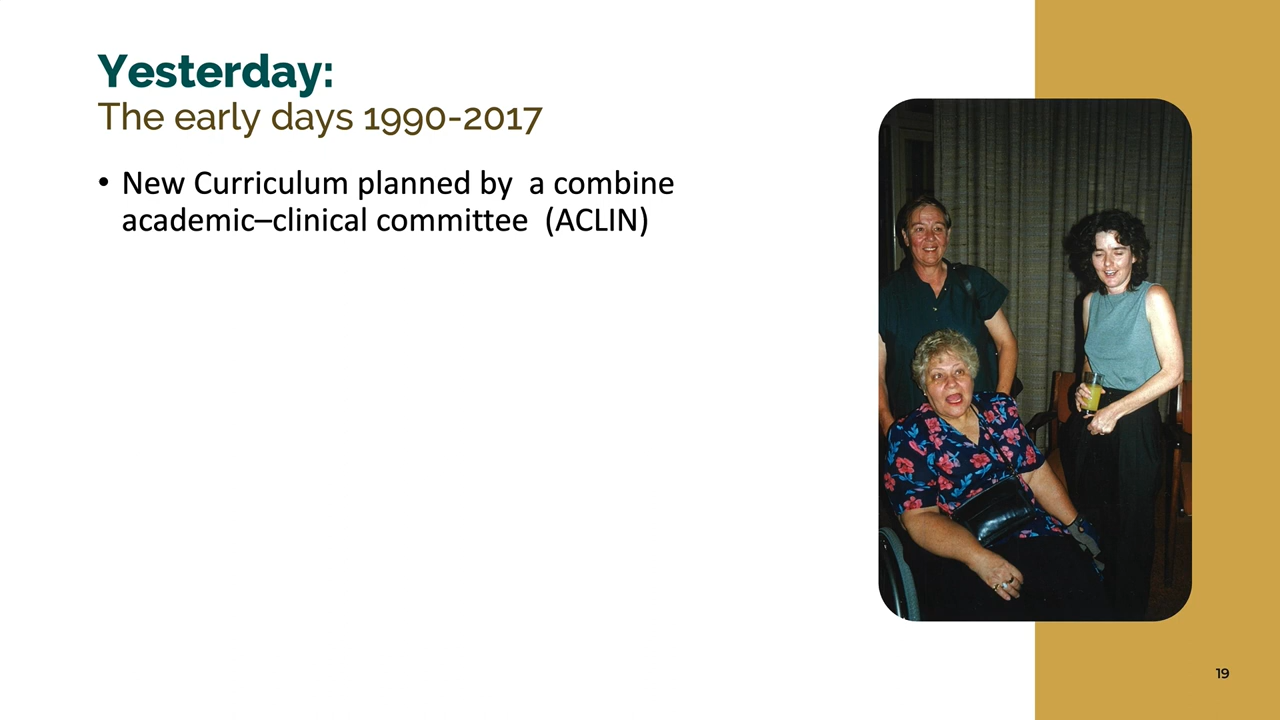 Yesterday:
The early days 1990-2017
• New Curriculum planned by  a combine
academic–clinical committee  (ACLIN)
19